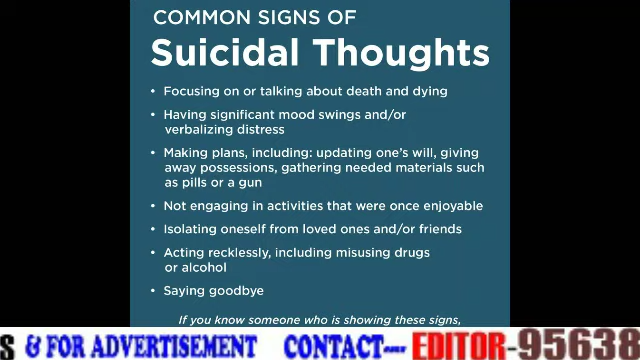 COMMON SIGNS OF
Suicidal Thoughts
• Focusing on or talking about death and dying
• Having significant mood swings and/or
verbalizing distress
• Making plans, including: updating one's will, giving
away possessions, gathering needed materials such
as pills or a gun
• Not engaging in activities that were once enjoyable
• Isolating oneself from loved ones and/or friends
• Acting recklessly, including misusing drugs
or alcohol
• Saying goodbye
If you know someone who is showing these signs,
S & FOR ADVERTISEMENT CONTACT---- EDITOR-95638